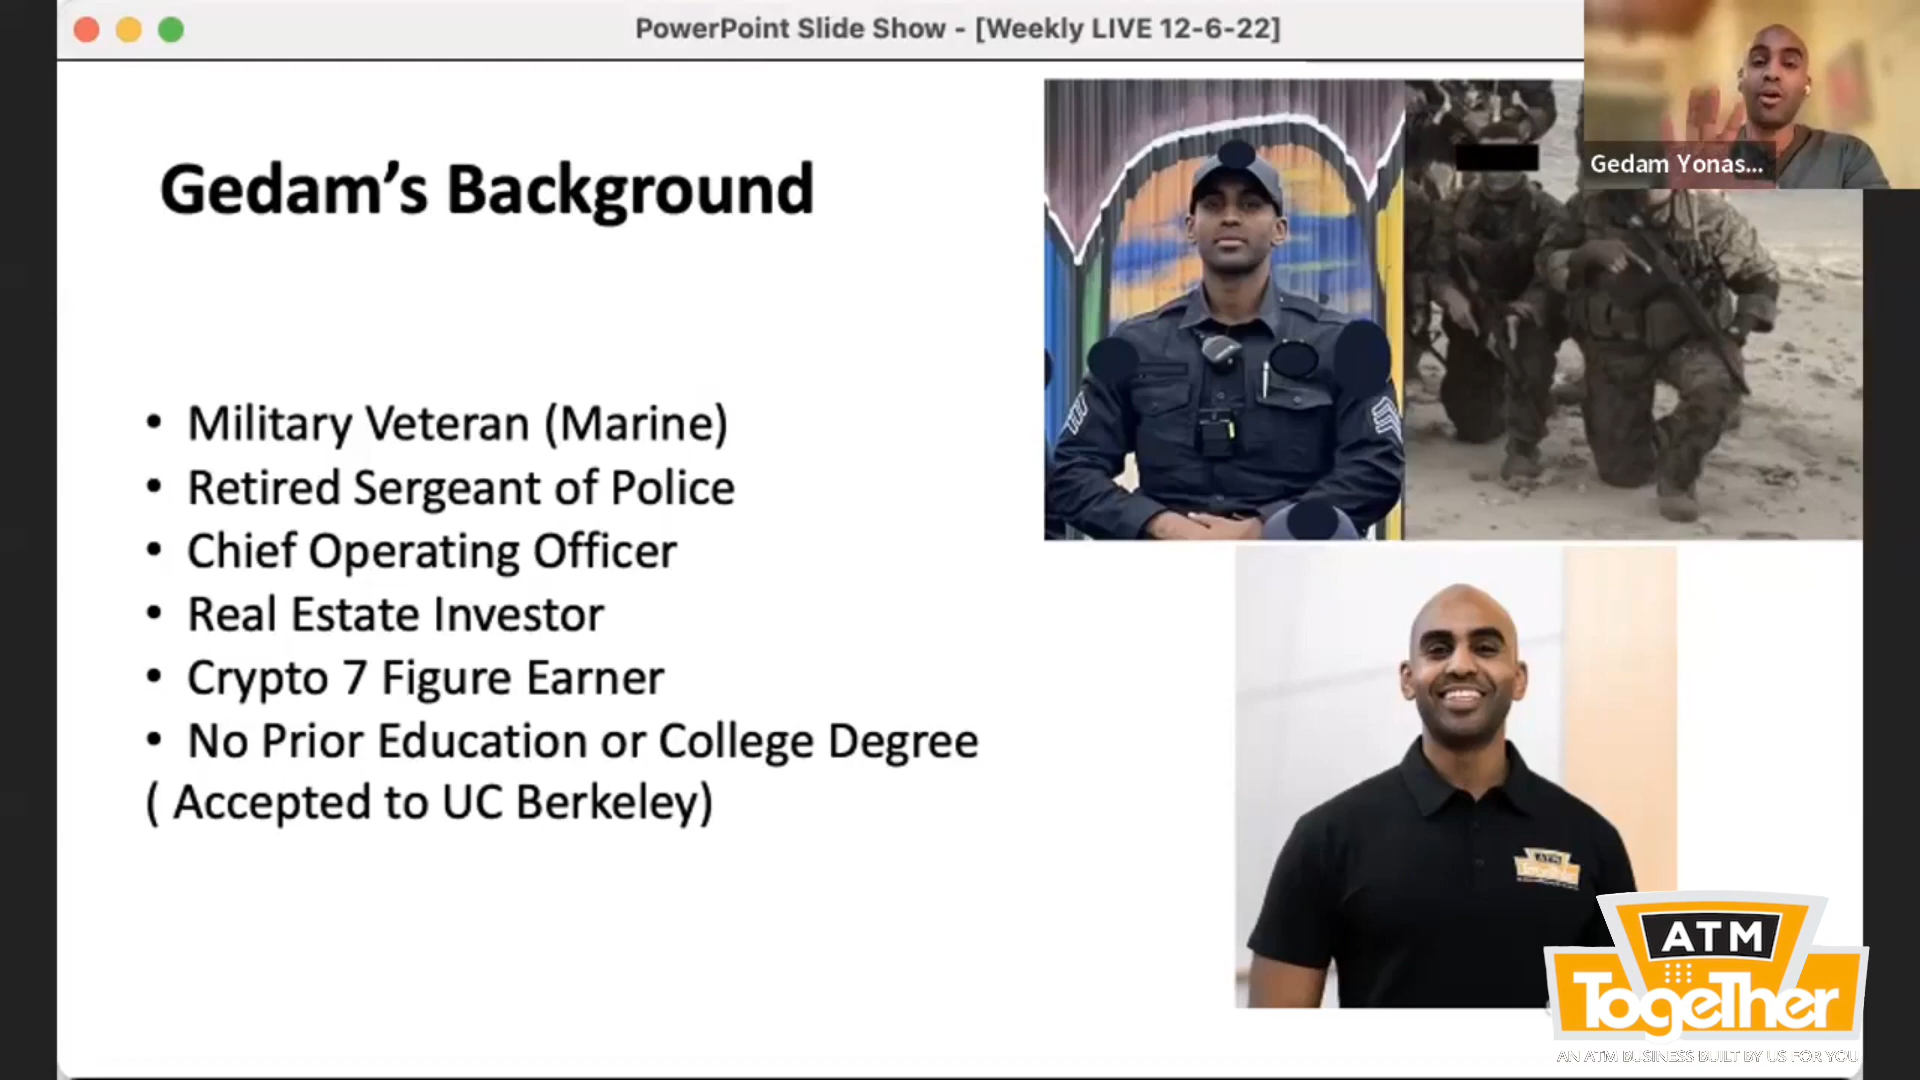 PowerPoint Slide Show - [Weekly LIVE 12-6-22]
Gedam Yonas...
Gedam’s Background
• Military Veteran (Marine)
• Retired Sergeant of Police
• Chief Operating Officer
• Real Estate Investor
• Crypto 7 Figure Earner
• No Prior Education or College Degree
( Accepted to UC Berkeley)
ATM
Together
ATM
Together
AN ATM BUSINESS BUILT BY US FOR YOU